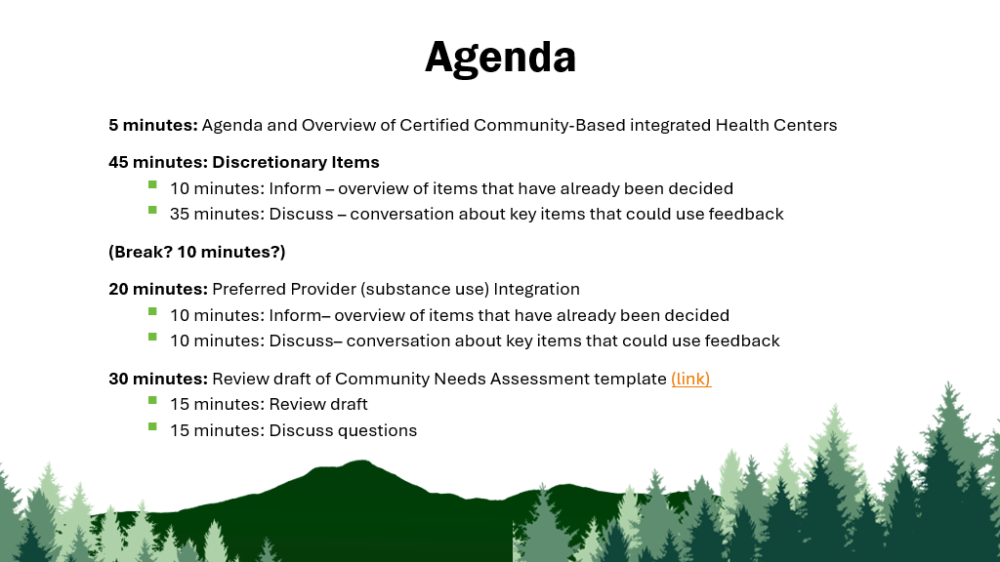 Agenda
5 minutes: Agenda and Overview of Certified Community-Based integrated Health Centers
45 minutes: Discretionary Items
10 minutes: Inform – overview of items that have already been decided
35 minutes: Discuss – conversation about key items that could use feedback
(Break? 10 minutes?)
20 minutes: Preferred Provider (substance use) Integration
10 minutes: Inform– overview of items that have already been decided
10 minutes: Discuss– conversation about key items that could use feedback
30 minutes: Review draft of Community Needs Assessment template (link)
15 minutes: Review draft
15 minutes: Discuss questions